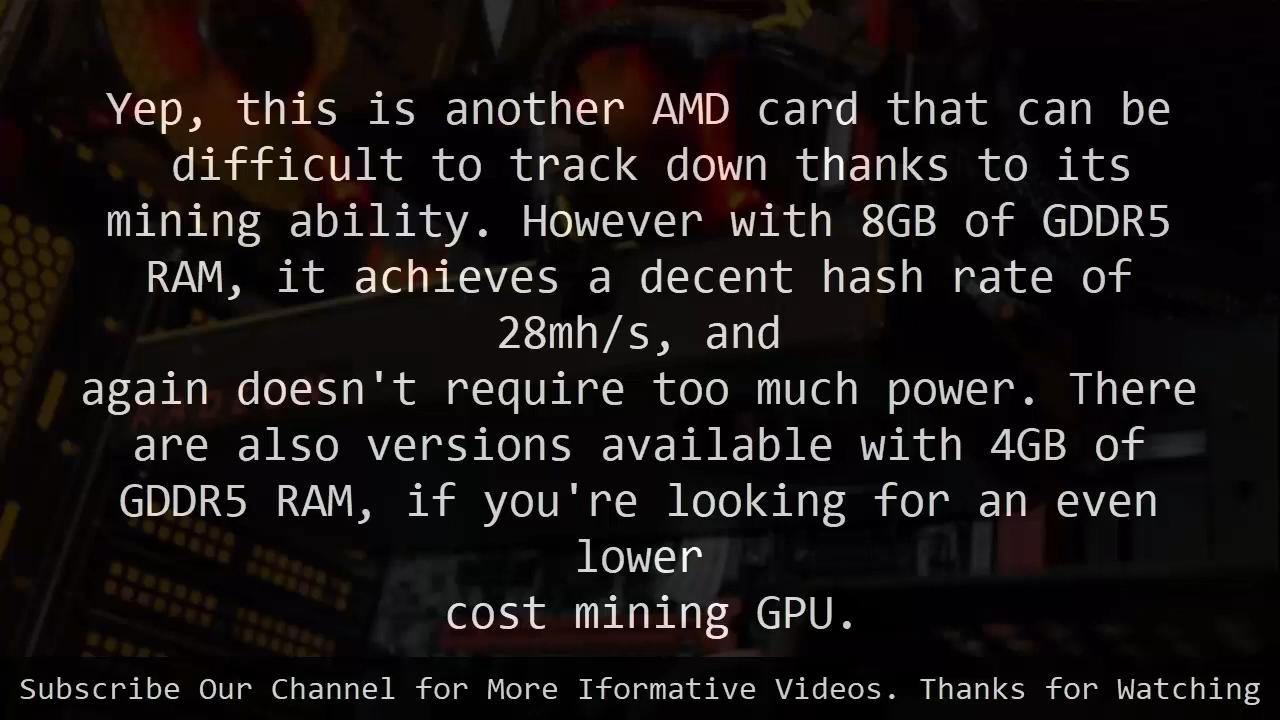 Yep, this is another AMD card that can be
difficult to track down thanks to its
mining ability. However with 8GB of GDDR5
RAM, it achieves a decent hash rate of
28mh/s, and
again doesn't require too much power. There
are also versions available with 4GB of
GDDR5 RAM, if you're looking for an even
lower
cost mining GPU.
Subscribe Our Channel for More Iformative Videos. Thanks for Watching